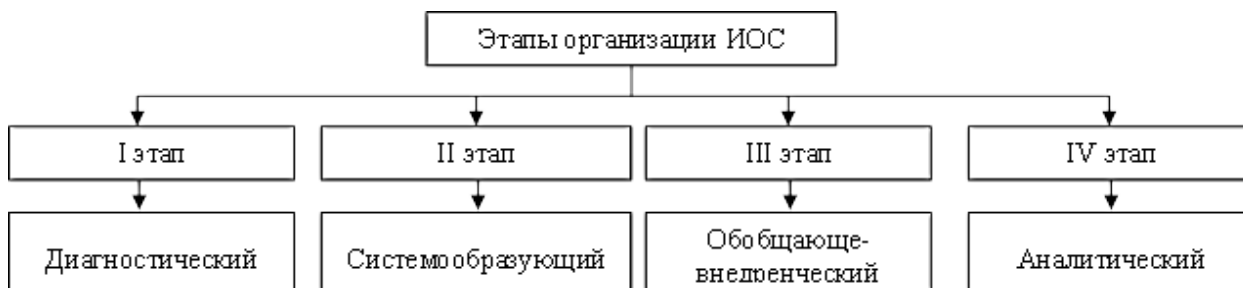 Этапы организации ИОС
I этап
II этап
III этап
IV этап
Диагностический
Системообразующий
Обобщающе-
внедренческий
Аналитический